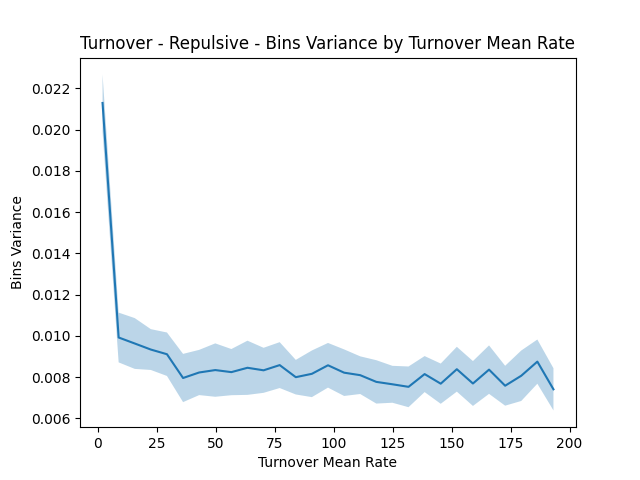 Turnover - Repulsive - Bins Variance by Turnover Mean Rate
0.022
0.020
0.018
0.016
0.014
0.012
0.010
0.008
0.006
Bins Variance
0 25 50 75 100 125 150 175 200
Turnover Mean Rate